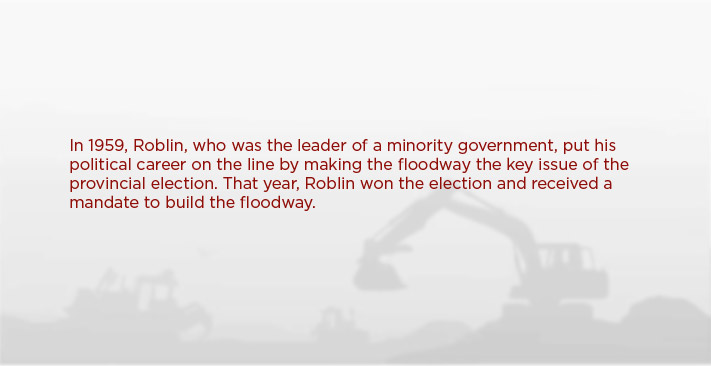 In 1959, Roblin, who was the leader of a minority government, put his
political career on the line by making the floodway the key issue of the
provincial election. That year, Roblin won the election and received a
mandate to build the floodway.